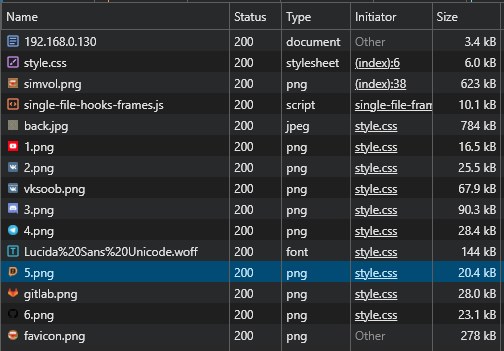 Name Status Type Initiator Size
192.168.0.130 200 document Other 3.4 kB
style.css 200 stylesheet (index):6 6.0 kB
simvol.png 200 png (index):38 623 kB
single-file-hooks-frames.js 200 script single-file-fram 10.1 kB
back.jpg 200 jpeg style.css 784 kB
1.png 200 png style.css 16.5 kB
2.png 200 png style.css 25.5 kB
vksoob.png 200 png style.css 67.9 kB
3.png 200 png style.css 90.3 kB
4.png 200 png style.css 28.4 kB
Lucida%20Sans%20Unicode.woff 200 font style.css 144 kB
5.png 200 png style.css 20.4 kB
gitlab.png 200 png style.css 28.0 kB
6.png 200 png style.css 23.1 kB
favicon.png 200 png Other 278 kB